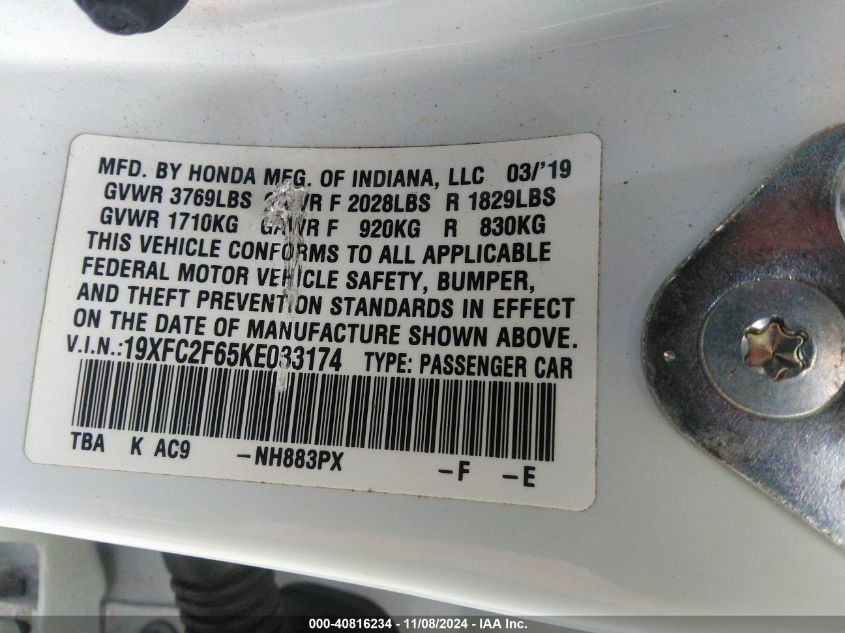 MFD. BY HONDA MFG. OF INDIANA, LLC 03/'19
GVWR 3769LBS GAWR F 2028LBS R 1829LBS
GVWR 1710KG GAWR F 920KG R 830KG
THIS VEHICLE CONFORMS TO ALL APPLICABLE
FEDERAL MOTOR VEHICLE SAFETY, BUMPER,
AND THEFT PREVENTION STANDARDS IN EFFECT
ON THE DATE OF MANUFACTURE SHOWN ABOVE.
V.I.N.:19XFC2F65KE033174 TYPE: PASSENGER CAR
TBA K AC9 -NH883PX -F -E
000-40816234 - 11/08/2024 - IAA Inc.